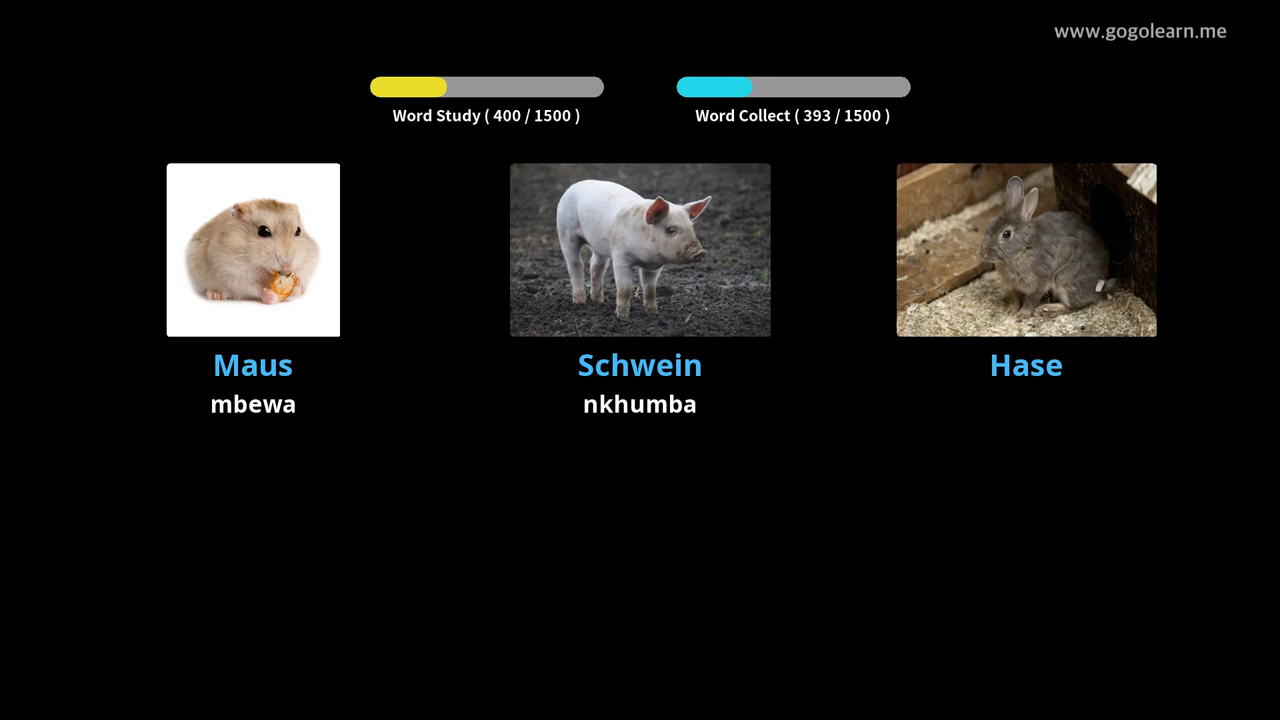 www.gogolearn.me
Word Study ( 400 / 1500 )
Word Collect ( 393 / 1500 )
Maus
Schwein
Hase
mbewa
nkhumba